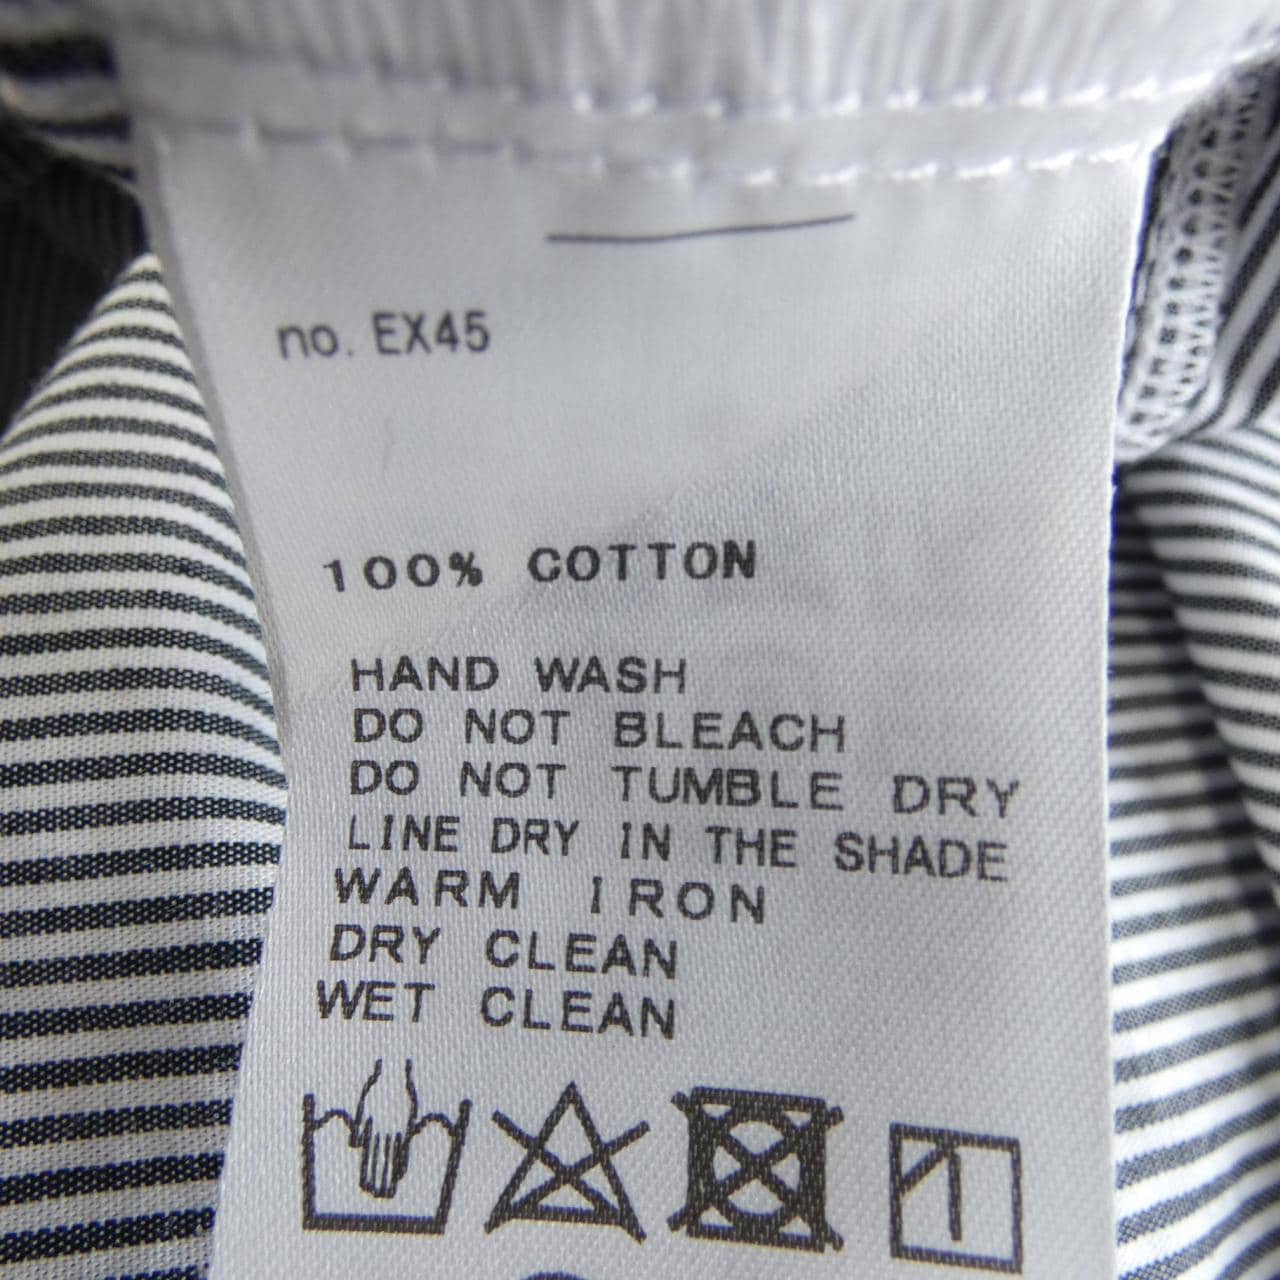 no. EX45
100% COTTON
HAND WASH
DO NOT BLEACH
DO NOT TUMBLE DRY
LINE DRY IN THE SHADE
WARM IRON
DRY CLEAN
WET CLEAN